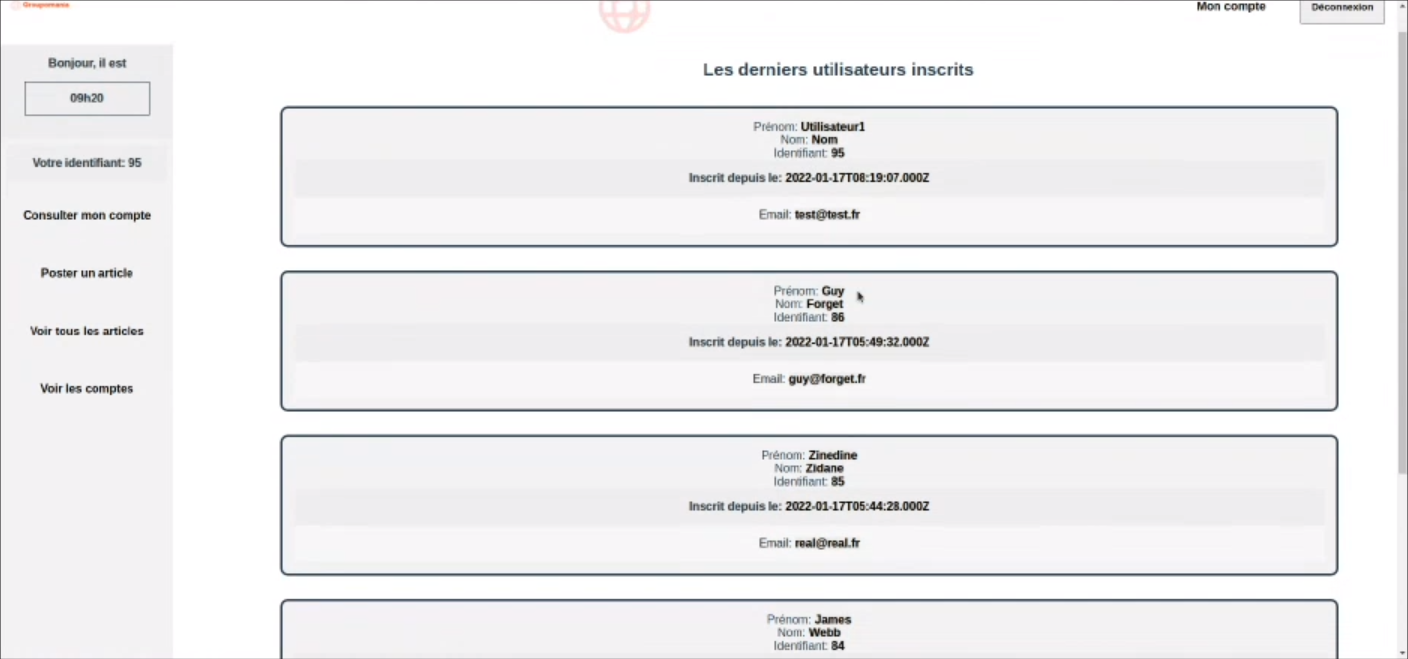 Groupomania
Mon compte
Déconnexion
Bonjour, il est
09h20
Votre identifiant: 95
Consulter mon compte
Poster un article
Voir tous les articles
Voir les comptes
Les derniers utilisateurs inscrits
Prénom: Utilisateur1
Nom: Nom
Identifiant: 95
Inscrit depuis le: 2022-01-17T08:19:07.000Z
Email: test@test.fr
Prénom: Guy
Nom: Forget
Identifiant: 86
Inscrit depuis le: 2022-01-17T05:49:32.000Z
Email: guy@forget.fr
Prénom: Zinedine
Nom: Zidane
Identifiant: 85
Inscrit depuis le: 2022-01-17T05:44:28.000Z
Email: real@real.fr
Prénom: James
Nom: Webb
Identifiant: 84